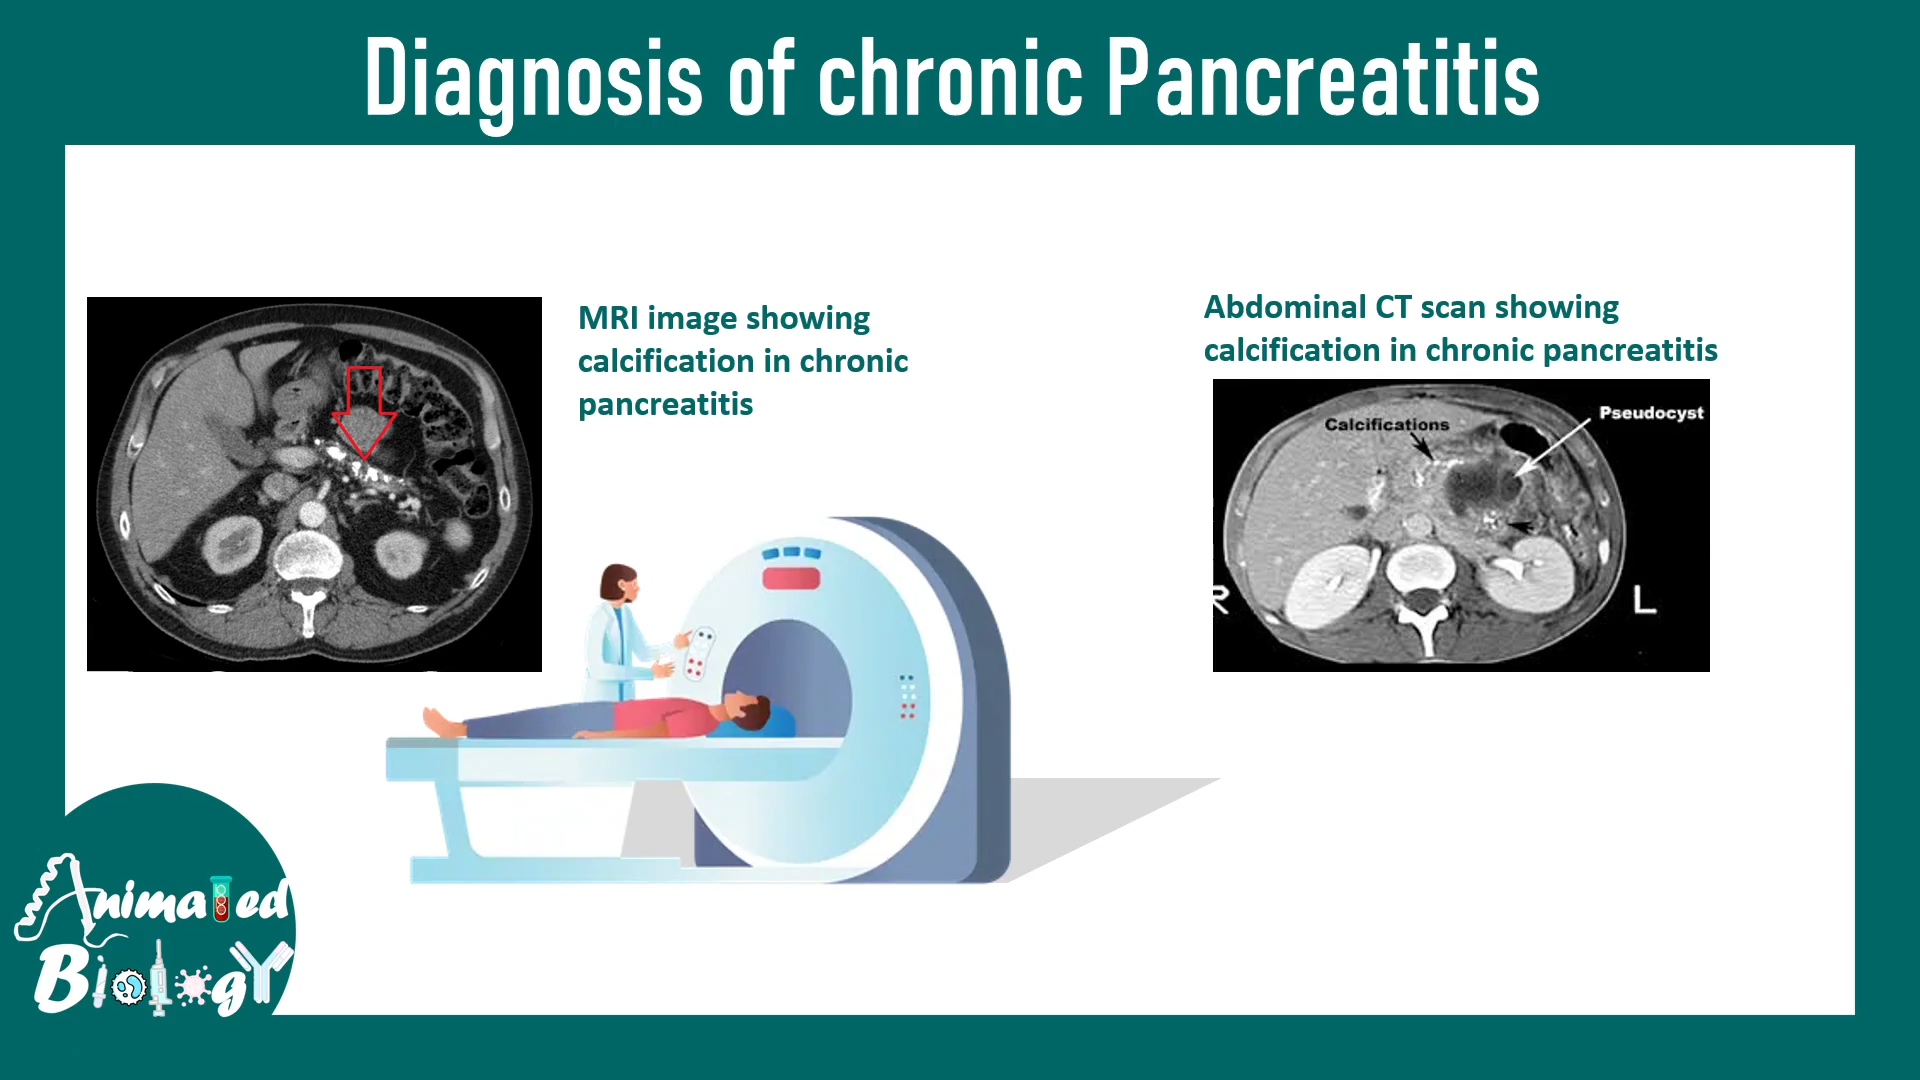 Diagnosis of chronic Pancreatitis
MRI image showing
calcification in chronic
pancreatitis
Abdominal CT scan showing
calcification in chronic pancreatitis
Calcifications
Pseudocyst
R
L
Animated
Biology